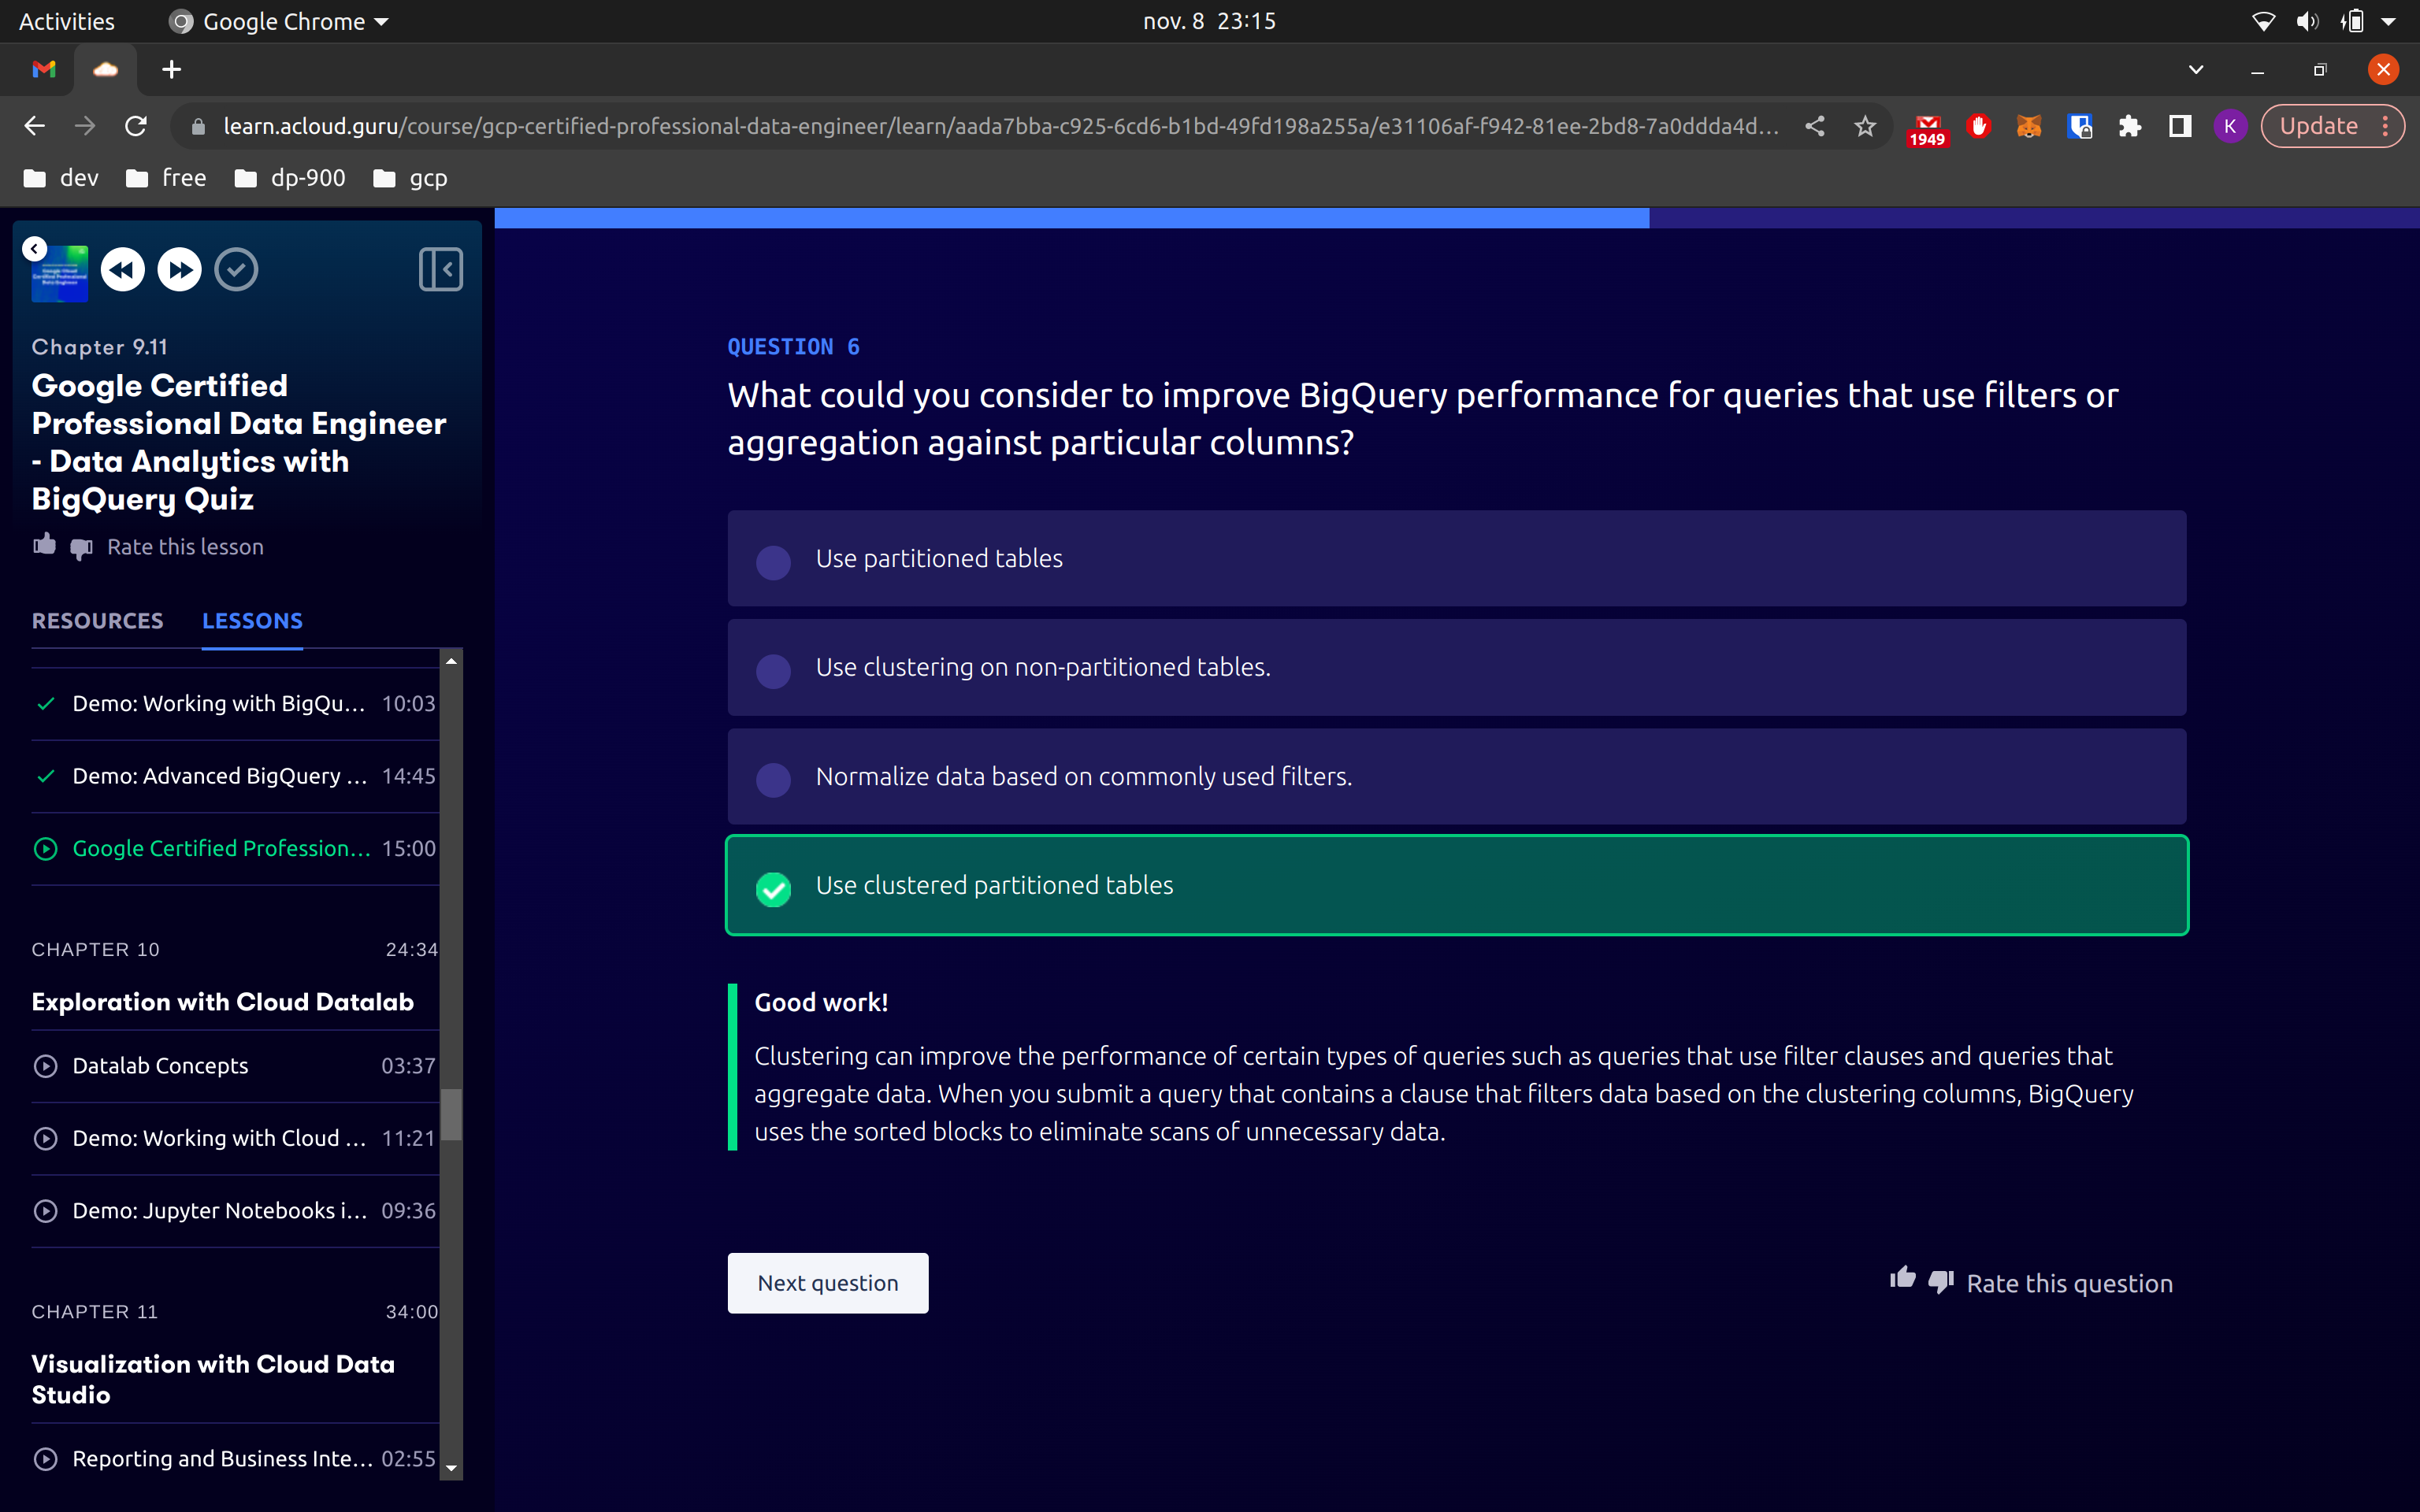 Activities
Google Chrome
nov. 8 23:15
learn.acloud.guru/course/gcp-certified-professional-data-engineer/learn/aada7bba-c925-6cd6-b1bd-49fd198a255a/e31106af-f942-81ee-2bd8-7a0ddda4d...
1949
K
Update
dev
free
dp-900
gcp
Chapter 9.11
Google Certified
Professional Data Engineer
- Data Analytics with
BigQuery Quiz
Rate this lesson
RESOURCES
LESSONS
Demo: Working with BigQu... 10:03
Demo: Advanced BigQuery ... 14:45
Google Certified Profession... 15:00
CHAPTER 10 24:34
Exploration with Cloud Datalab
Datalab Concepts 03:37
Demo: Working with Cloud ... 11:21
Demo: Jupyter Notebooks i... 09:36
CHAPTER 11 34:00
Visualization with Cloud Data
Studio
Reporting and Business Inte... 02:55
QUESTION 6
What could you consider to improve BigQuery performance for queries that use filters or
aggregation against particular columns?
Use partitioned tables
Use clustering on non-partitioned tables.
Normalize data based on commonly used filters.
Use clustered partitioned tables
Good work!
Clustering can improve the performance of certain types of queries such as queries that use filter clauses and queries that
aggregate data. When you submit a query that contains a clause that filters data based on the clustering columns, BigQuery
uses the sorted blocks to eliminate scans of unnecessary data.
Next question
Rate this question